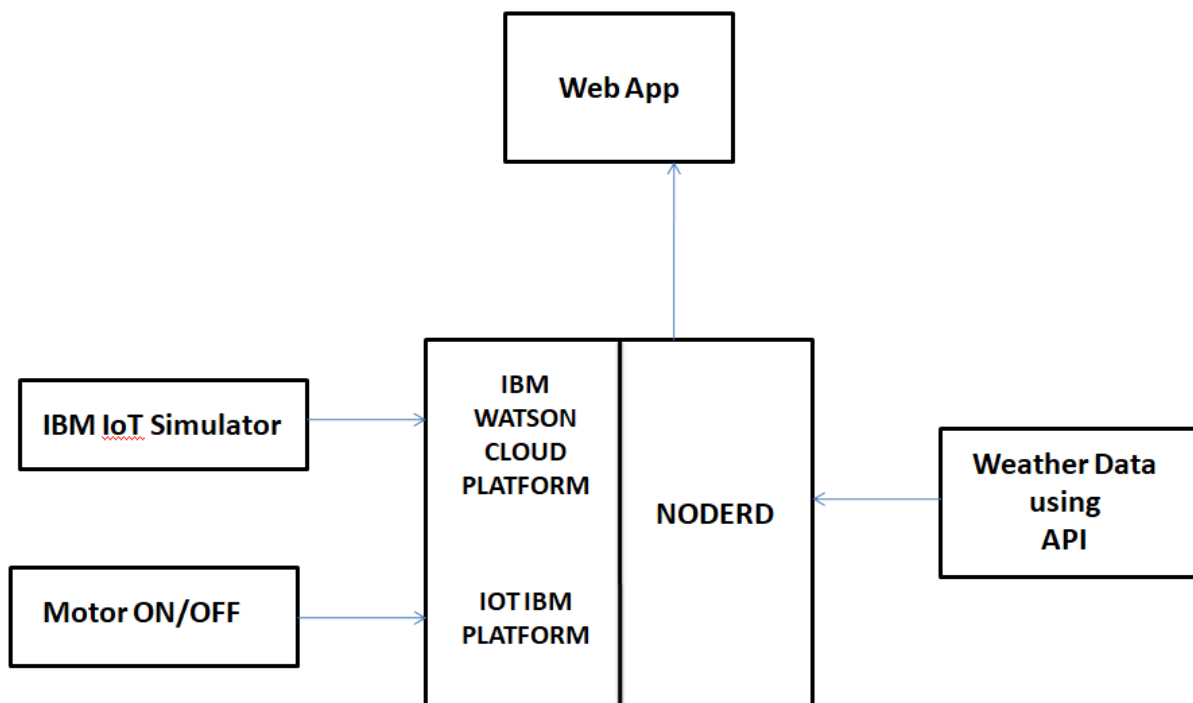 Web App
IBM IoT Simulator
Motor ON/OFF
IBM
WATSON
CLOUD
PLATFORM
IOT IBM
PLATFORM
NODERD
Weather Data
using
API